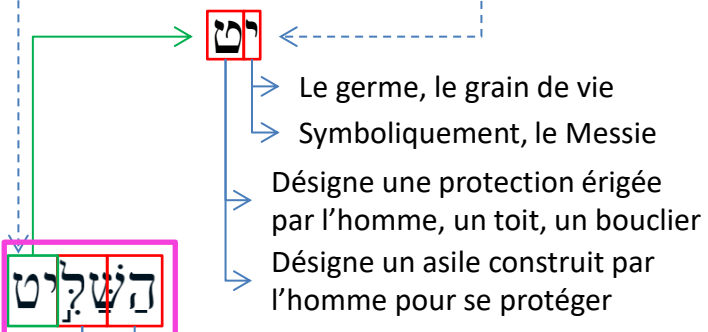 יט
Le germe, le grain de vie
Symboliquement, le Messie
Désigne une protection érigée
par l’homme, un toit, un bouclier
Désigne un asile construit par
l’homme pour se protéger
הַשַּׁלִּיט